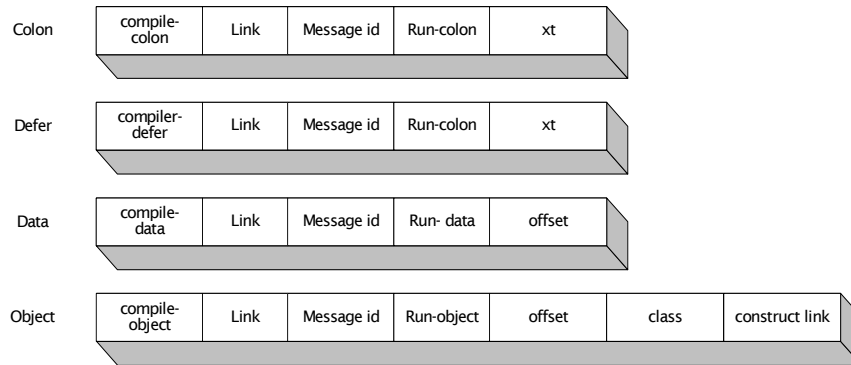 Colon
compile-
colon
Link
Message id
Run-colon
xt
Defer
compiler-
defer
Link
Message id
Run-colon
xt
Data
compile-
data
Link
Message id
Run- data
offset
Object
compile-
object
Link
Message id
Run-object
offset
class
construct link